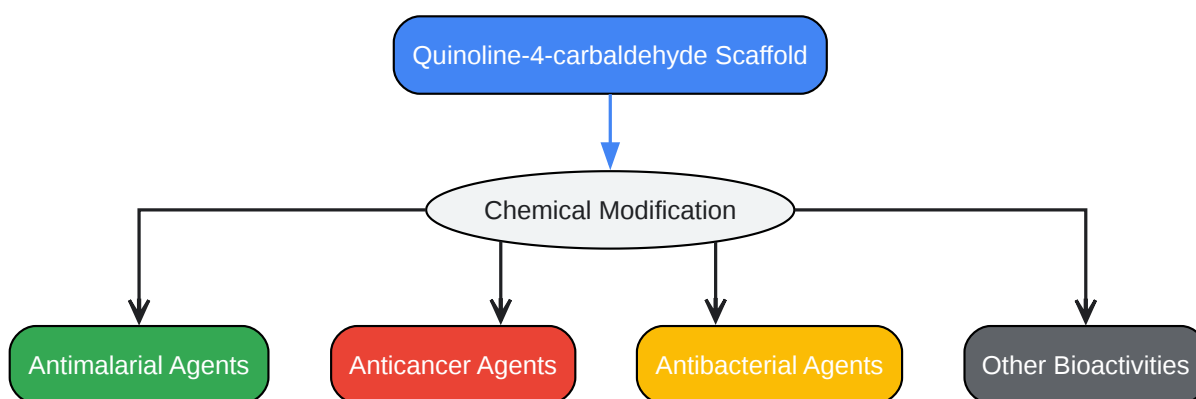 Quinoline-4-carbaldehyde Scaffold
Chemical Modification
Antimalarial Agents
Anticancer Agents
Antibacterial Agents
Other Bioactivities